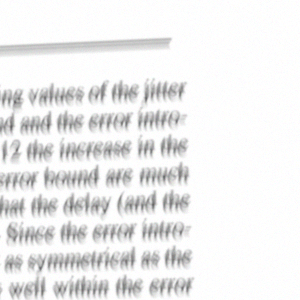 ing values of the jitter
nd and the error intro-
12 the increase in the
error bound are much
hat the delay (and the
. Since the error intro-
as symmetrical as the
well within the error